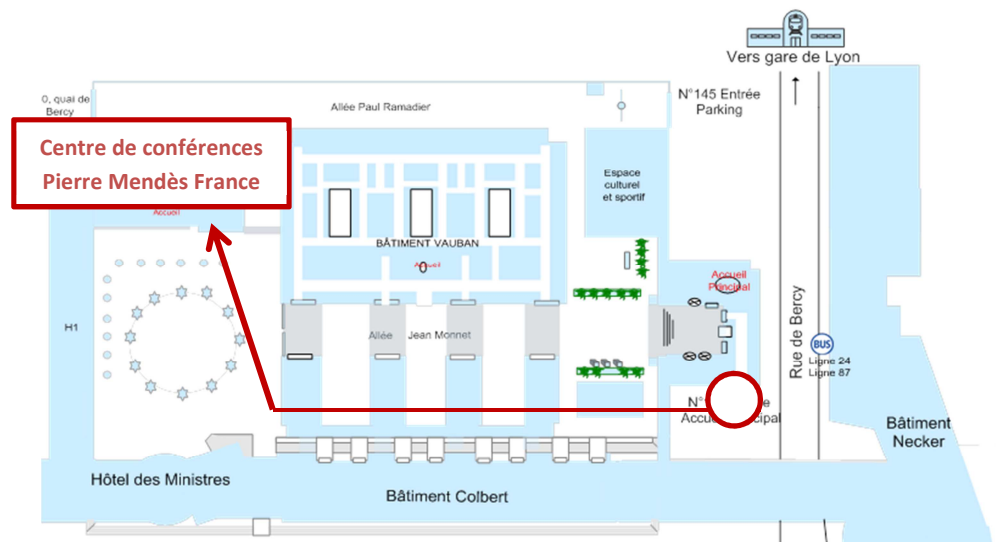 Vers gare de Lyon
0, quai de
Bercy
Allée Paul Ramadier
N°145 Entrée
Parking
Centre de conférences
Pierre Mendès France
Accueil
Espace
culturel
et sportif
BÂTIMENT VAUBAN
Accueil
0
Accueil
Principal
H1
Allée Jean Monnet
Rue de Bercy
BUS
Ligne 24
Ligne 87
N°
Bâtiment
Necker
Hôtel des Ministres
Bâtiment Colbert